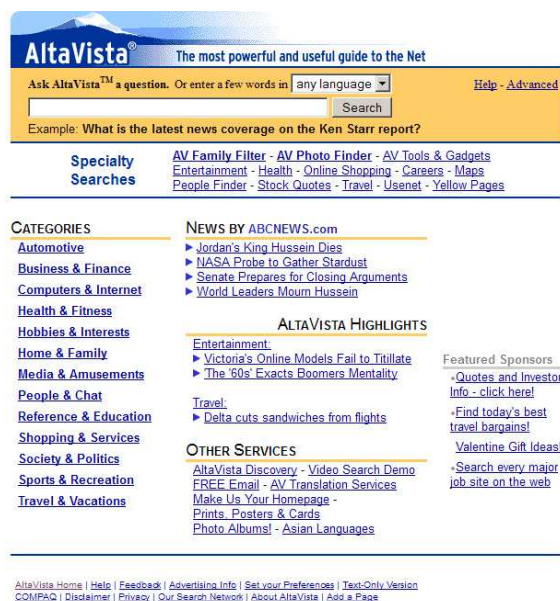 AltaVista®
The most powerful and useful guide to the Net
Ask AltaVista™ a question. Or enter a few words in any language
Help - Advanced
Search
Example: What is the latest news coverage on the Ken Starr report?
Specialty
Searches
AV Family Filter - AV Photo Finder - AV Tools & Gadgets
Entertainment - Health - Online Shopping - Careers - Maps
People Finder - Stock Quotes - Travel - Usenet - Yellow Pages
CATEGORIES
Automotive
Business & Finance
Computers & Internet
Health & Fitness
Hobbies & Interests
Home & Family
Media & Amusements
People & Chat
Reference & Education
Shopping & Services
Society & Politics
Sports & Recreation
Travel & Vacations
NEWS BY ABCNEWS.com
Jordan's King Hussein Dies
NASA Probe to Gather Stardust
Senate Prepares for Closing Arguments
World Leaders Mourn Hussein
ALTAVISTA HIGHLIGHTS
Entertainment:
Victoria's Online Models Fail to Titillate
'The '60s' Exacts Boomers Mentality
Travel:
Delta cuts sandwiches from flights
OTHER SERVICES
AltaVista Discovery - Video Search Demo
FREE Email - AV Translation Services
Make Us Your Homepage -
Prints, Posters & Cards
Photo Albums! - Asian Languages
Featured Sponsors
Quotes and Investor
Info - click here!
Find today's best
travel bargains!
Valentine Gift Ideas!
Search every major
job site on the web
AltaVista Home | Help | Feedback | Advertising Info | Set your Preferences | Text-Only Version
COMPAQ | Disclaimer | Privacy | Our Search Network | About AltaVista | Add a Page